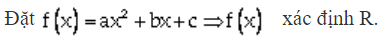 Đặt f(x)=ax²+bx+c⇒f(x) xác định R.